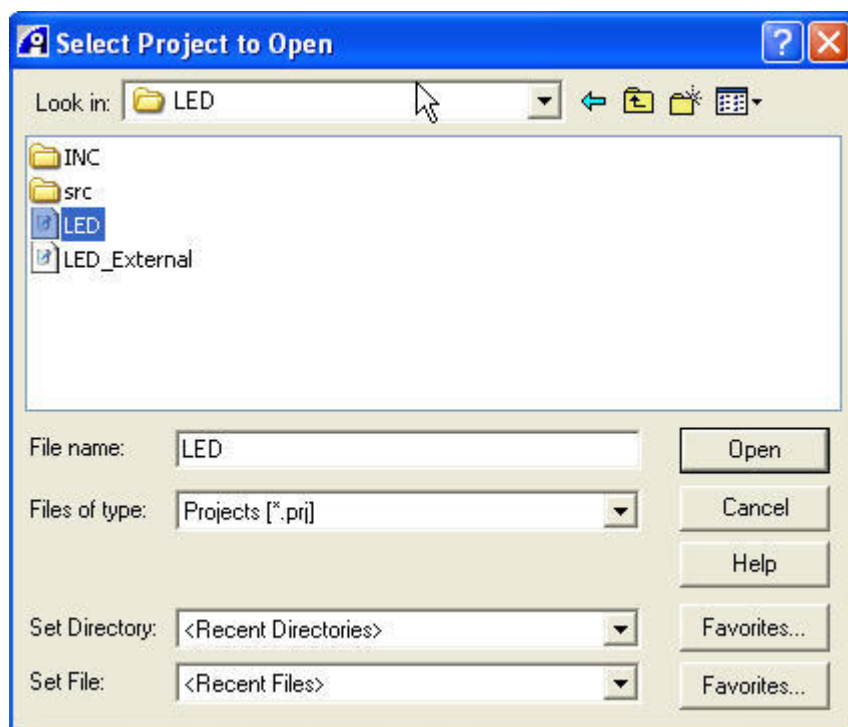 Select Project to Open
Look in: LED
INC
src
LED
LED_External
File name: LED Open
Files of type: Projects [*.prj] Cancel
Help
Set Directory: <Recent Directories> Favorites...
Set File: <Recent Files> Favorites...